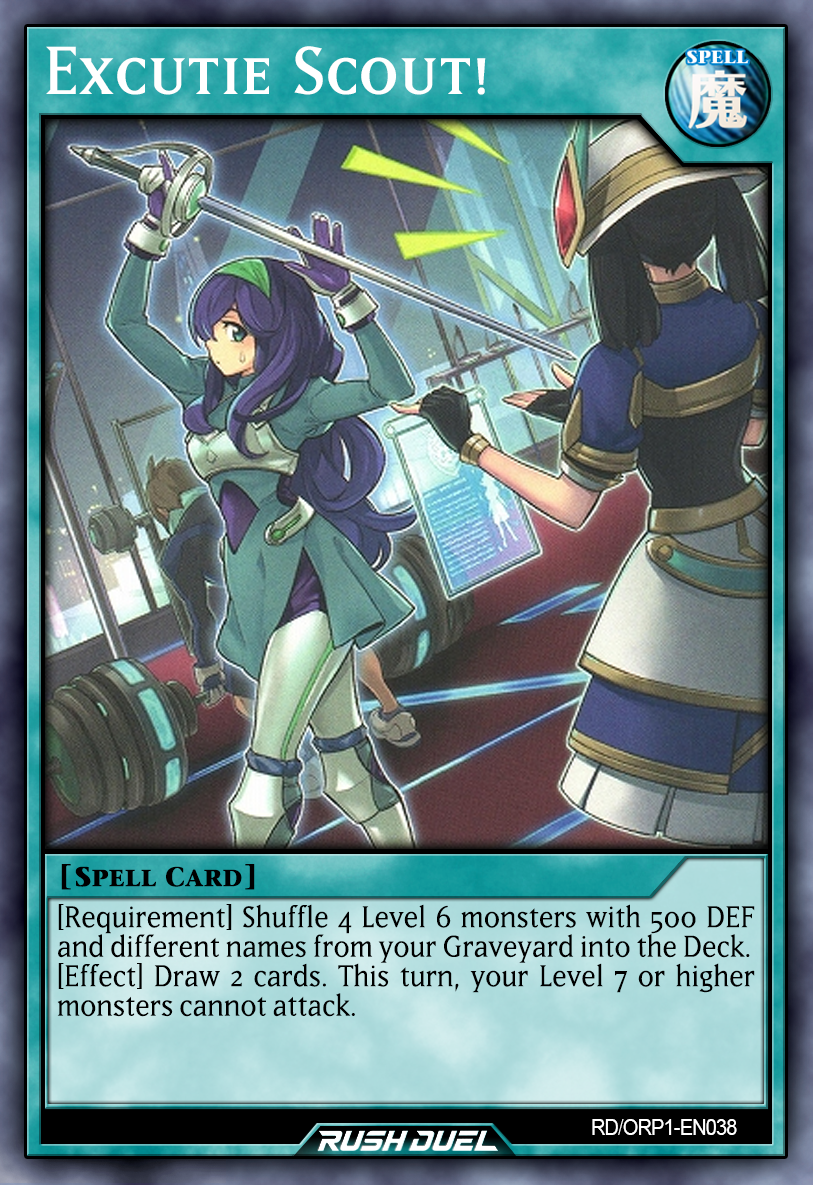 Excutie Scout!
SPELL
魔
[Spell Card]
[Requirement] Shuffle 4 Level 6 monsters with 500 DEF
and different names from your Graveyard into the Deck.
[Effect] Draw 2 cards. This turn, your Level 7 or higher
monsters cannot attack.
RUSH DUEL
RD/ORP1-EN038